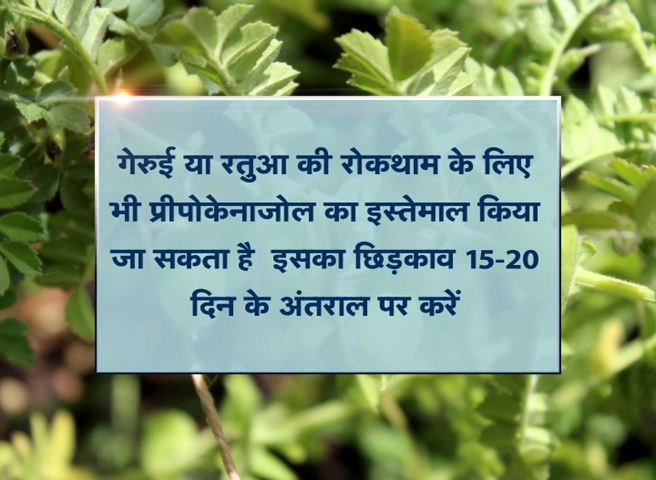 गेरुई या रतुआ की रोकथाम के लिए
भी प्रीपोकेनाजोल का इस्तेमाल किया
जा सकता है  इसका छिड़काव 15-20
दिन के अंतराल पर करें